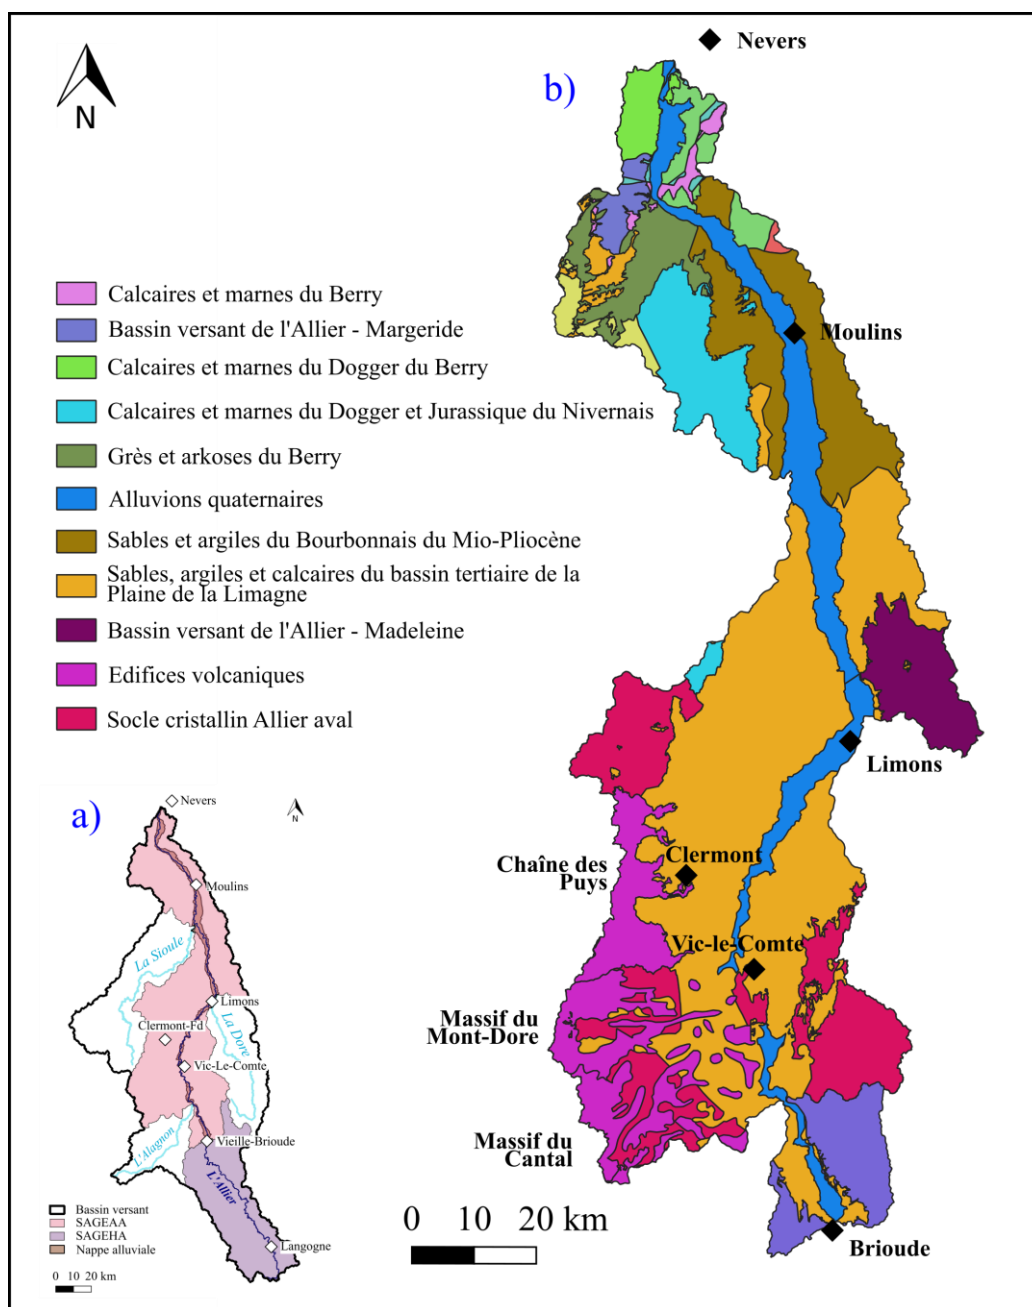 N
b)
Nevers
Calcaires et marnes du Berry
Bassin versant de l'Allier - Margeride
Calcaires et marnes du Dogger du Berry
Calcaires et marnes du Dogger et Jurassique du Nivernais
Grès et arkoses du Berry
Alluvions quaternaires
Sables et argiles du Bourbonnais du Mio-Pliocène
Sables, argiles et calcaires du bassin tertiaire de la
Plaine de la Limagne
Bassin versant de l'Allier - Madeleine
Edifices volcaniques
Socle cristallin Allier aval
Moulins
Limons
Clermont
Chaîne des
Puys
Vic-le-Comte
Massif du
Mont-Dore
Massif du
Cantal
Brioude
0 10 20 km
a)
N
Nevers
Moulins
La Sioule
Limons
La Dore
Clermont-Fd
Vic-Le-Comte
L'Alagnon
Vieille-Brioude
L'Allier
Langogne
Bassin versant
SAGEAA
SAGEHA
Nappe alluviale
0 10 20 km